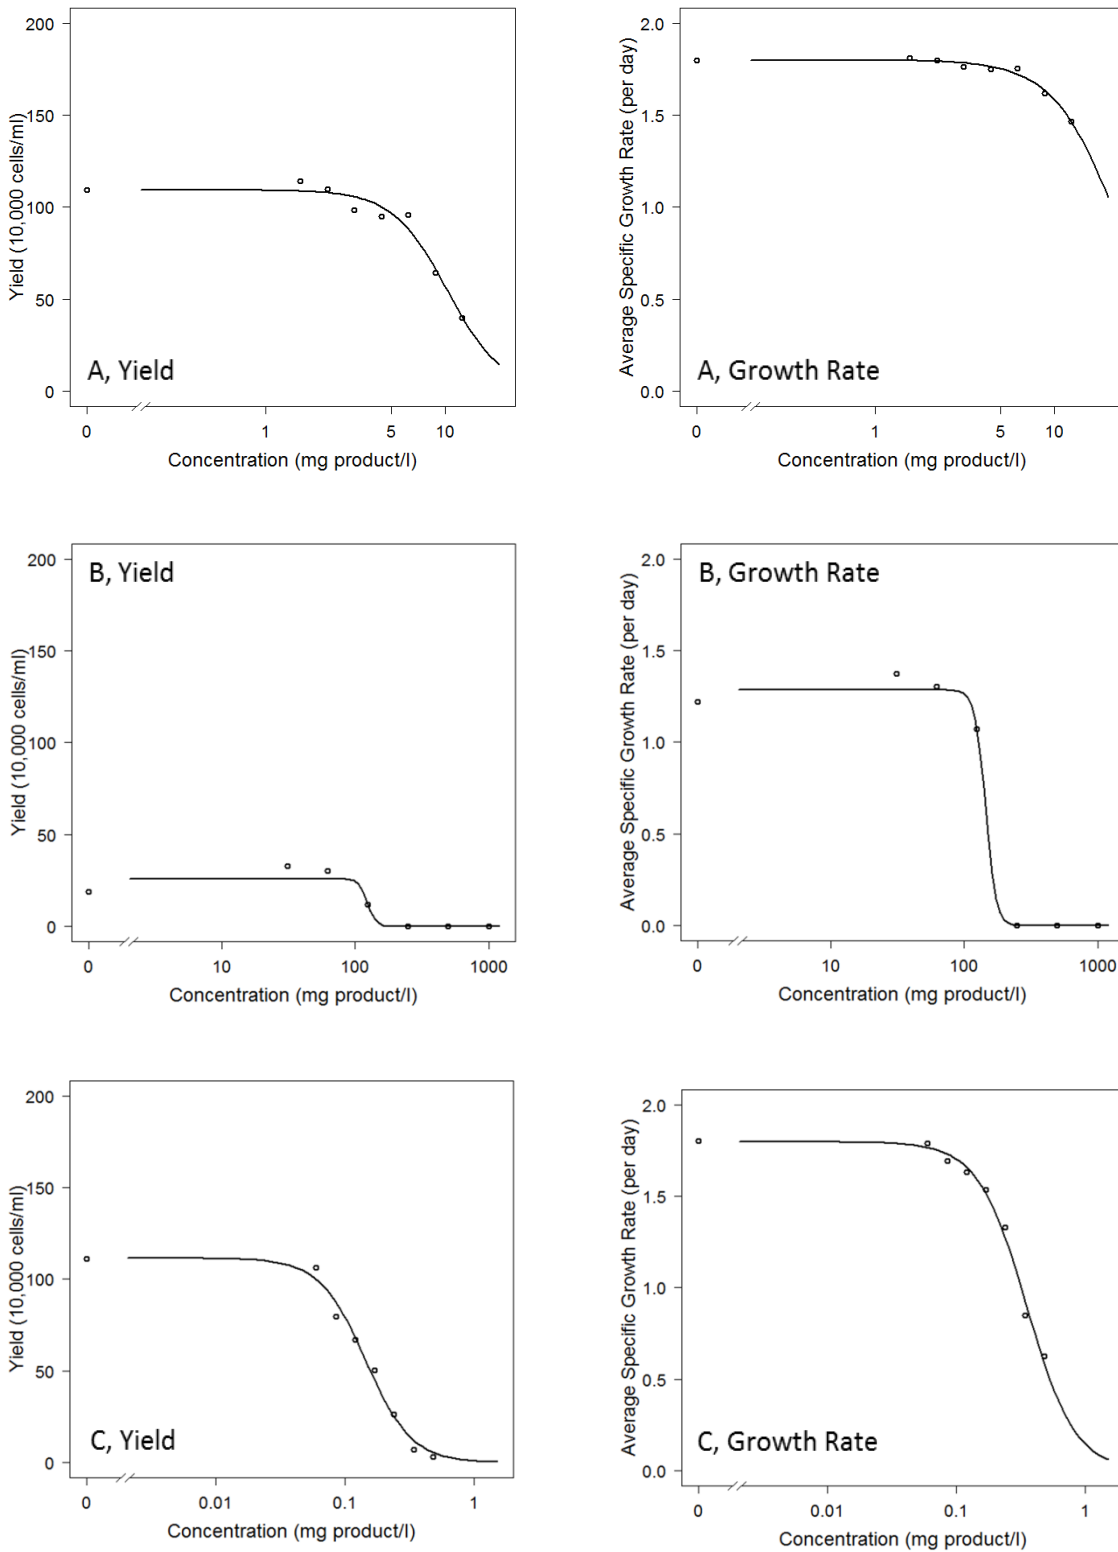 Yield (10,000 cells/ml)
200
150
100
50
0
A, Yield
0 1 5 10
Concentration (mg product/l)
Average Specific Growth Rate (per day)
2.0
1.5
1.0
0.5
0.0
A, Growth Rate
0 1 5 10
Concentration (mg product/l)
Yield (10,000 cells/ml)
200
150
100
50
0
B, Yield
0 10 100 1000
Concentration (mg product/l)
Average Specific Growth Rate (per day)
2.0
1.5
1.0
0.5
0.0
B, Growth Rate
0 10 100 1000
Concentration (mg product/l)
Yield (10,000 cells/ml)
200
150
100
50
0
C, Yield
0 0.01 0.1 1
Concentration (mg product/l)
Average Specific Growth Rate (per day)
2.0
1.5
1.0
0.5
0.0
C, Growth Rate
0 0.01 0.1 1
Concentration (mg product/l)